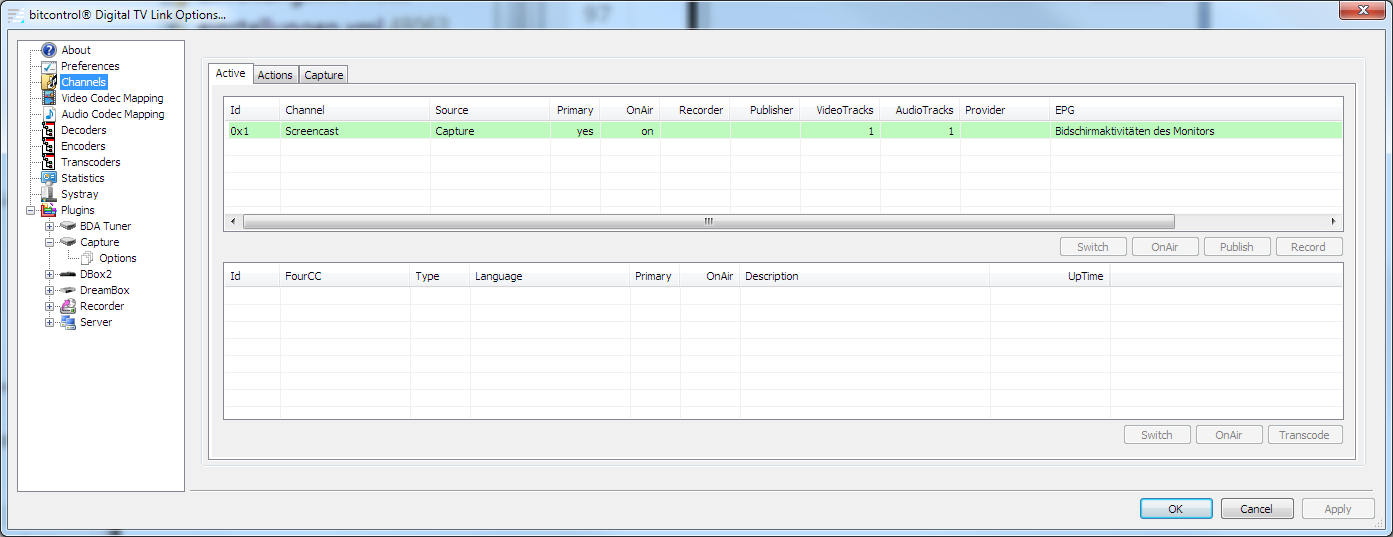 bitcontrol® Digital TV Link Options...
About
Preferences
Channels
Video Codec Mapping
Audio Codec Mapping
Decoders
Encoders
Transcoders
Statistics
Systray
Plugins
BDA Tuner
Capture
Options
DBox2
DreamBox
Recorder
Server
Active Actions Capture
Id Channel Source Primary OnAir Recorder Publisher VideoTracks AudioTracks Provider EPG
0x1 Screencast Capture yes on 1 1 Bidschirmaktivitäten des Monitors
Switch OnAir Publish Record
Id FourCC Type Language Primary OnAir Description UpTime
Switch OnAir Transcode
OK Cancel Apply